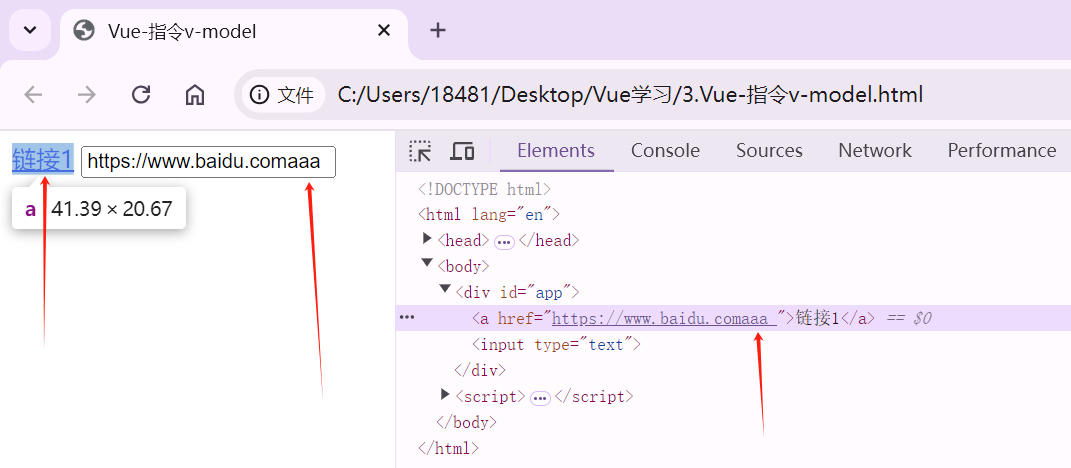 Vue-指令v-model
文件 C:/Users/18481/Desktop/Vue学习/3.Vue-指令v-model.html
链接1 https://www.baidu.comaaa
a 41.39 × 20.67
Elements Console Sources Network Performance
<!DOCTYPE html>
<html lang="en">
<head> ... </head>
<body>
<div id="app">
... <a href="https://www.baidu.comaaa ">链接1</a> == $0
<input type="text">
</div>
<script> ... </script>
</body>
</html>